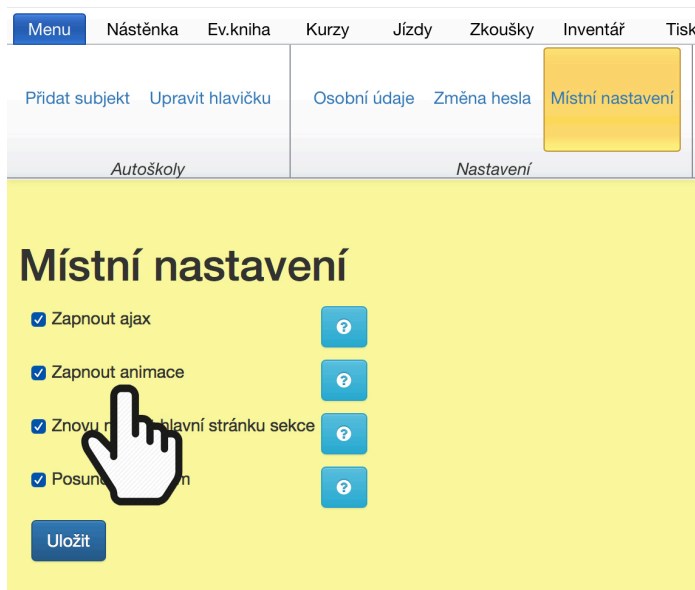 Menu Nástěnka Ev.kniha Kurzy Jízdy Zkoušky Inventář Tisk
Přidat subjekt Upravit hlavičku Osobní údaje Změna hesla Místní nastavení
Autoškoly Nastavení
Místní nastavení
Zapnout ajax
Zapnout animace
Znovu hlavní stránku sekce
Uložit